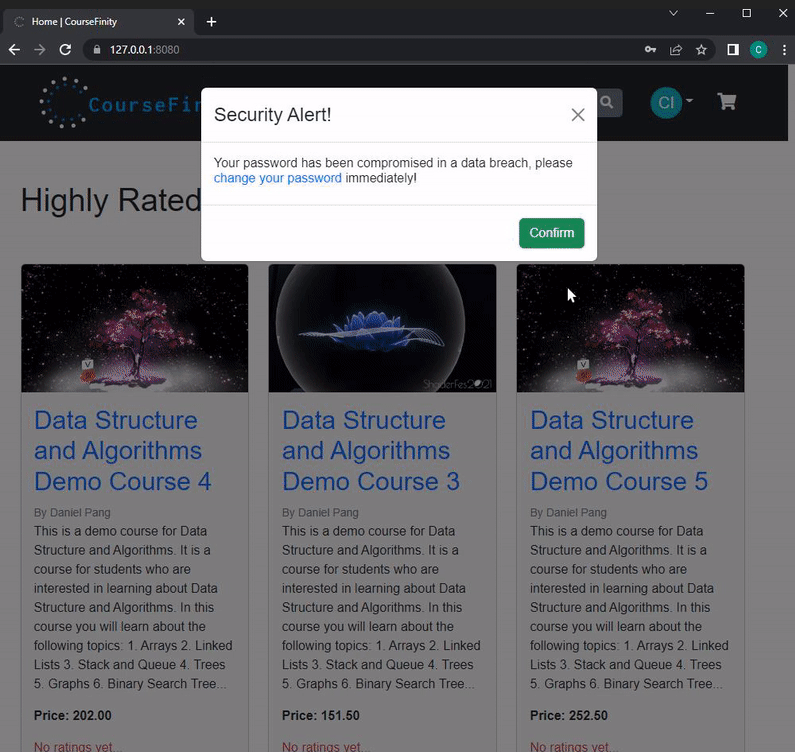 Home | CourseFinity
127.0.0.1:8080
C
CourseFin
CI
Security Alert!
Your password has been compromised in a data breach, please
change your password immediately!
Confirm
Highly Rated
V
ShaderFes2021
V
Data Structure
and Algorithms
Demo Course 4
By Daniel Pang
This is a demo course for Data
Structure and Algorithms. It is a
course for students who are
interested in learning about Data
Structure and Algorithms. In this
course you will learn about the
following topics: 1. Arrays 2. Linked
Lists 3. Stack and Queue 4. Trees
5. Graphs 6. Binary Search Tree...
Price: 202.00
No ratings yet...
Data Structure
and Algorithms
Demo Course 3
By Daniel Pang
This is a demo course for Data
Structure and Algorithms. It is a
course for students who are
interested in learning about Data
Structure and Algorithms. In this
course you will learn about the
following topics: 1. Arrays 2. Linked
Lists 3. Stack and Queue 4. Trees
5. Graphs 6. Binary Search Tree...
Price: 151.50
No ratings yet...
Data Structure
and Algorithms
Demo Course 5
By Daniel Pang
This is a demo course for Data
Structure and Algorithms. It is a
course for students who are
interested in learning about Data
Structure and Algorithms. In this
course you will learn about the
following topics: 1. Arrays 2. Linked
Lists 3. Stack and Queue 4. Trees
5. Graphs 6. Binary Search Tree...
Price: 252.50
No ratings yet...